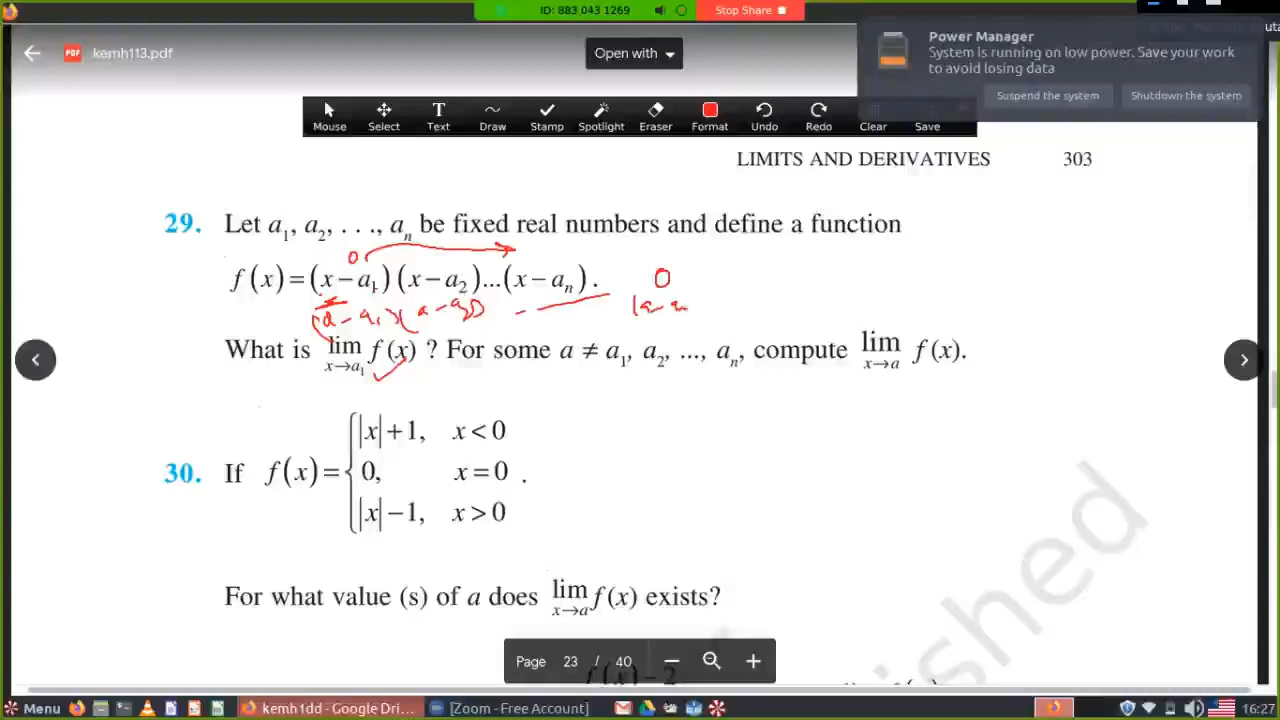 ID: 883 043 1269
Stop Share
kemh113.pdf
Open with
Power Manager
System is running on low power. Save your work
to avoid losing data
Suspend the system
Shutdown the system
Mouse Select Text Draw Stamp Spotlight Eraser Format Undo Redo Clear Save
LIMITS AND DERIVATIVES 303
29. Let a₁, a₂, . . ., aₙ be fixed real numbers and define a function
0
f(x)=(x−a₁)(x−a₂)...(x−aₙ).
0
What is lim x→a₁ f(x) ? For some a ≠ a₁, a₂, ..., aₙ, compute lim x→a f(x).
30. If f(x)= { |x|+1, x<0
0, x=0 .
|x|−1, x>0
For what value (s) of a does lim x→a f(x) exists?
Page 23 / 40
shed
Menu
kemh1dd - Google Dri...
[Zoom - Free Account]
16:27